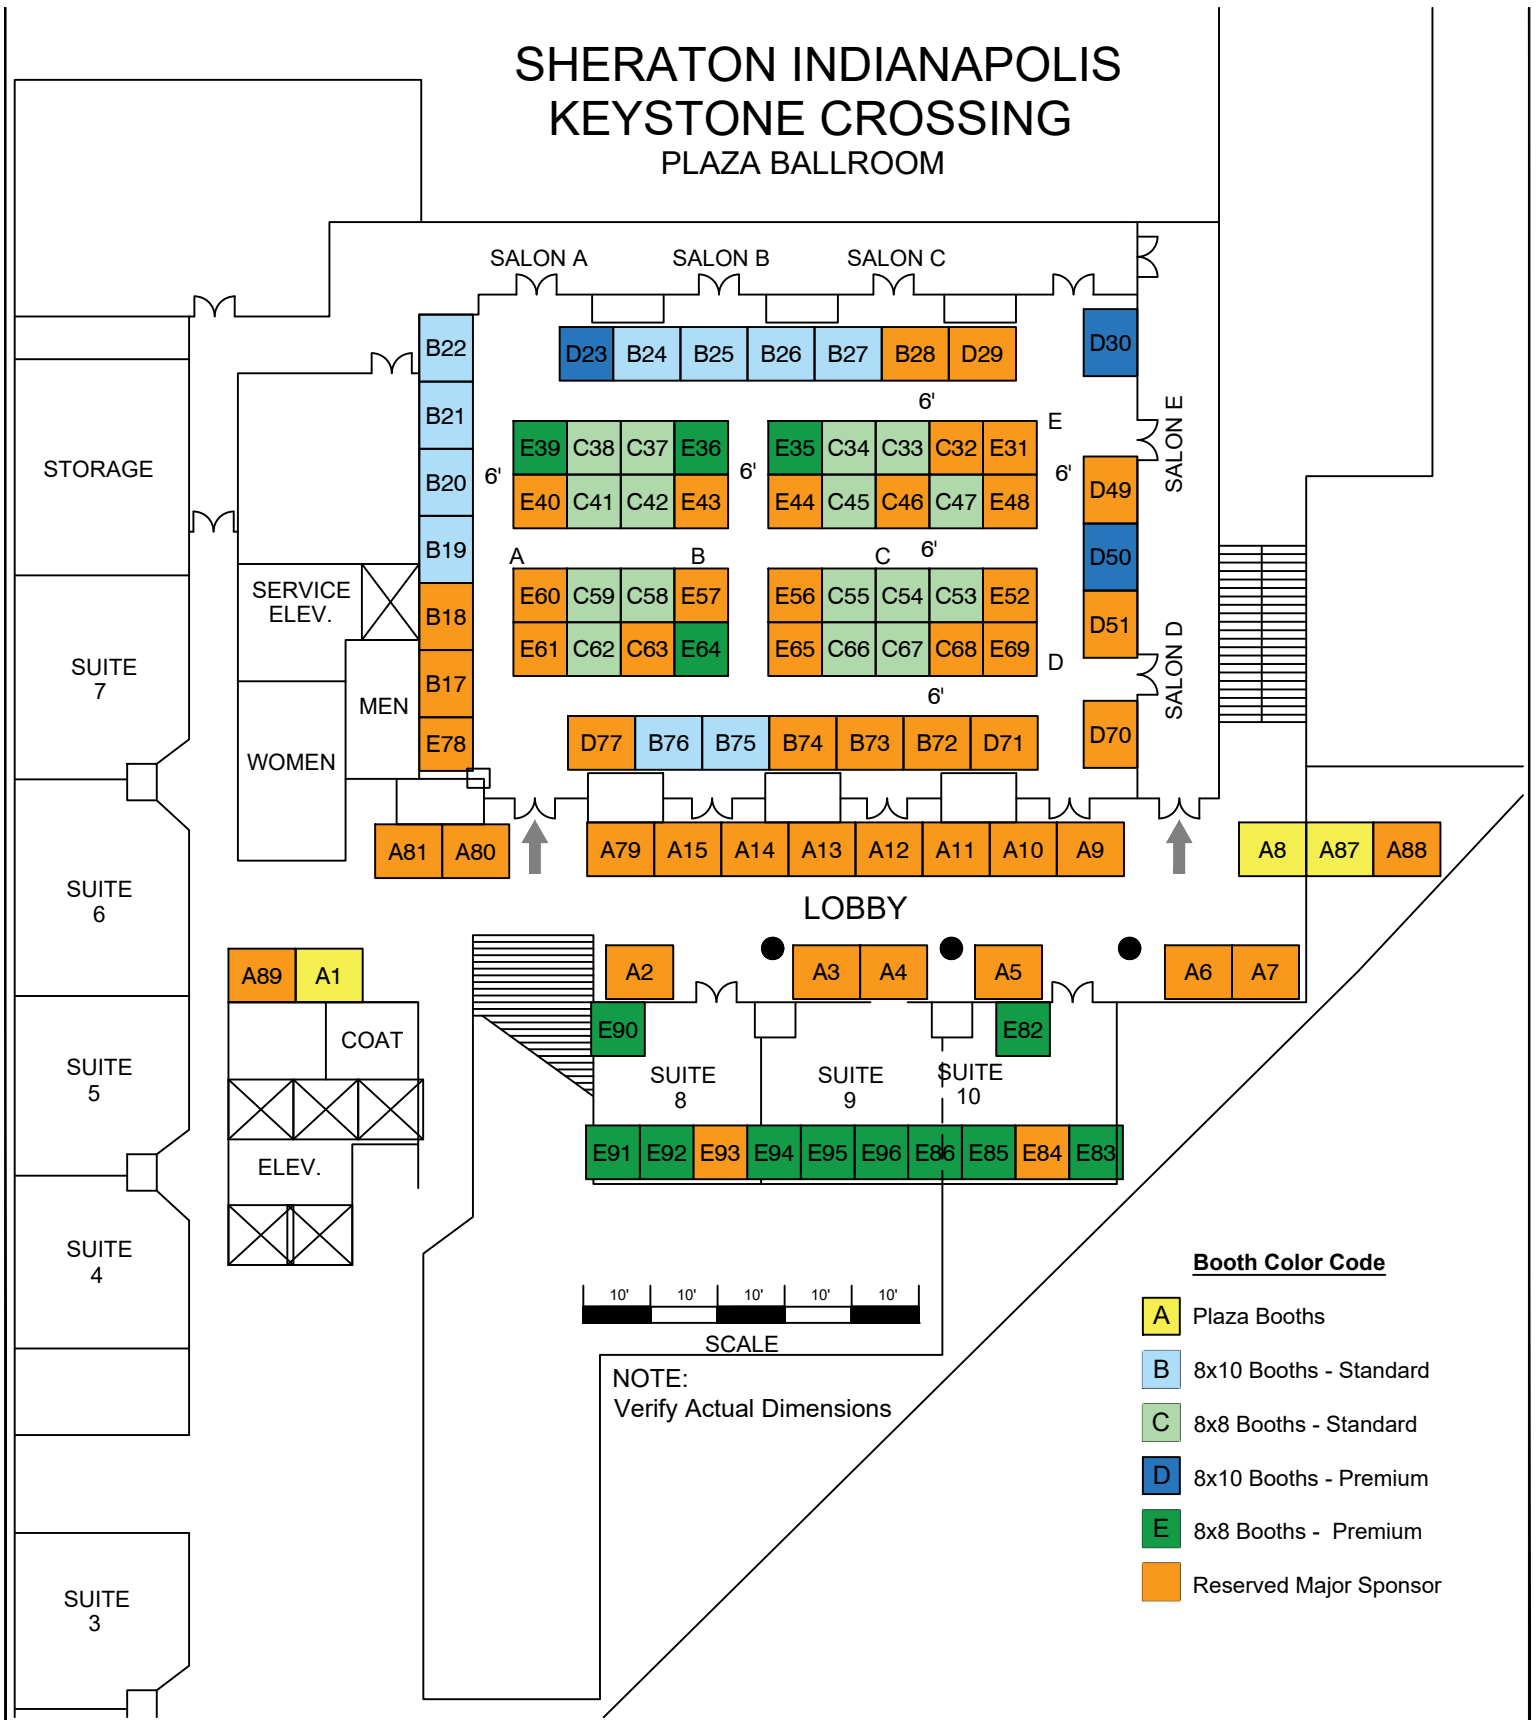 SHERATON INDIANAPOLIS
KEYSTONE CROSSING
PLAZA BALLROOM
SALON A
SALON B
SALON C
B22
D23
B24
B25
B26
B27
B28
D29
D30
6'
B21
E39
C38
C37
E36
E35
C34
C33
C32
E31
E
SALON E
STORAGE
6'
6'
6'
B20
E40
C41
C42
E43
E44
C45
C46
C47
E48
D49
B19
A
B
C
6'
D50
SERVICE
ELEV.
B18
E60
C59
C58
E57
E56
C55
C54
C53
E52
D51
SUITE
7
E61
C62
C63
E64
E65
C66
C67
C68
E69
D
SALON D
B17
MEN
6'
E78
D77
B76
B75
B74
B73
B72
D71
D70
WOMEN
A81
A80
A79
A15
A14
A13
A12
A11
A10
A9
A8
A87
A88
SUITE
6
LOBBY
A89
A1
A2
A3
A4
A5
A6
A7
COAT
E90
E82
SUITE
5
SUITE
8
SUITE
9
SUITE
10
ELEV.
E91
E92
E93
E94
E95
E96
E86
E85
E84
E83
SUITE
4
10'
10'
10'
10'
10'
SCALE
NOTE:
Verify Actual Dimensions
Booth Color Code
A Plaza Booths
B 8x10 Booths - Standard
C 8x8 Booths - Standard
D 8x10 Booths - Premium
E 8x8 Booths - Premium
Reserved Major Sponsor
SUITE
3